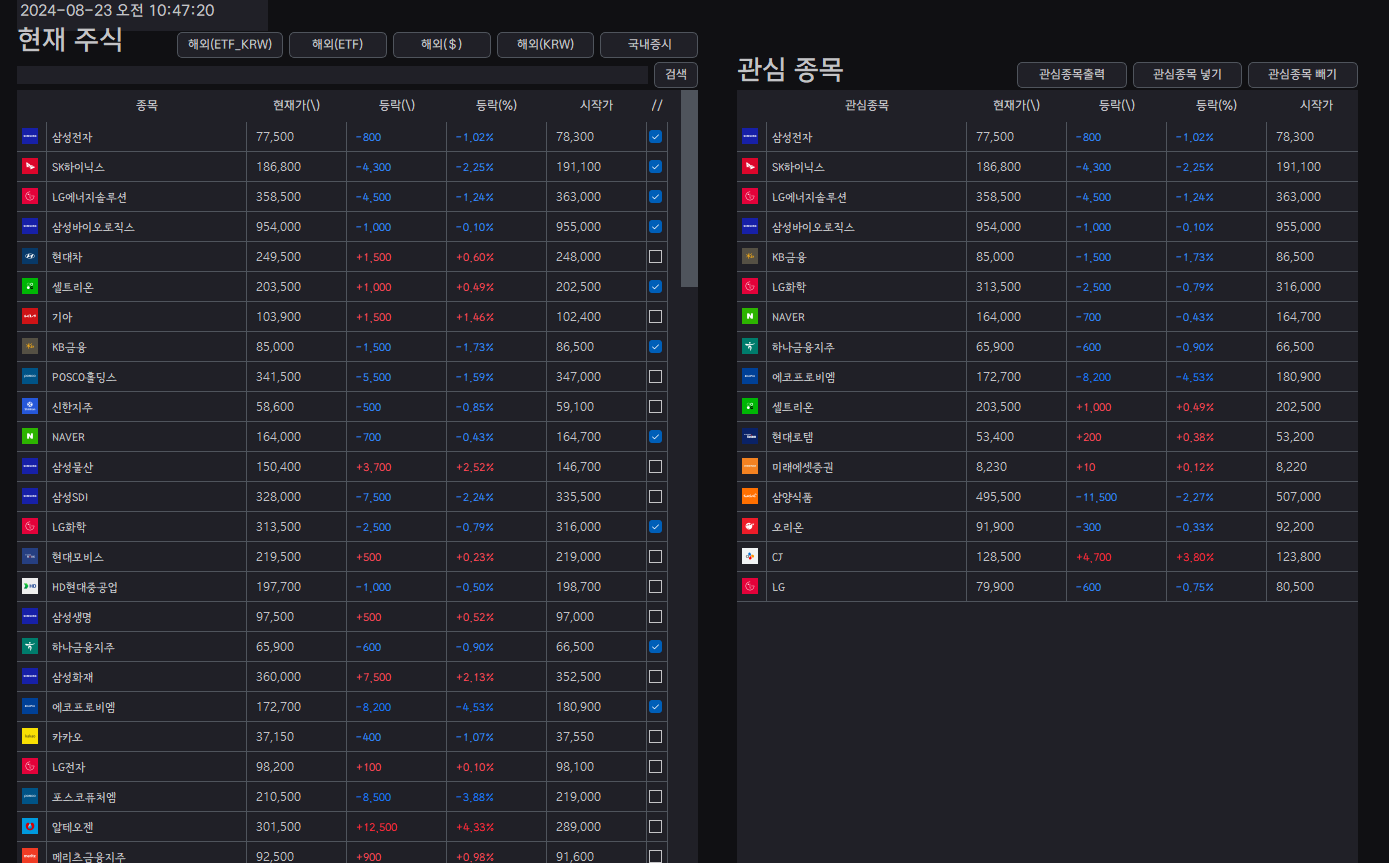 2024-08-23 오전 10:47:20
현재 주식
해외(ETF_KRW) 해외(ETF) 해외($) 해외(KRW) 국내증시
검색
종목 현재가(\) 등락(\) 등락(%) 시작가 //
삼성전자 77,500 -800 -1.02% 78,300
SK하이닉스 186,800 -4,300 -2.25% 191,100
LG에너지솔루션 358,500 -4,500 -1.24% 363,000
삼성바이오로직스 954,000 -1,000 -0.10% 955,000
현대차 249,500 +1,500 +0.60% 248,000
셀트리온 203,500 +1,000 +0.49% 202,500
기아 103,900 +1,500 +1.46% 102,400
KB금융 85,000 -1,500 -1.73% 86,500
POSCO홀딩스 341,500 -5,500 -1.59% 347,000
신한지주 58,600 -500 -0.85% 59,100
NAVER 164,000 -700 -0.43% 164,700
삼성물산 150,400 +3,700 +2.52% 146,700
삼성SDI 328,000 -7,500 -2.24% 335,500
LG화학 313,500 -2,500 -0.79% 316,000
현대모비스 219,500 +500 +0.23% 219,000
HD현대중공업 197,700 -1,000 -0.50% 198,700
삼성생명 97,500 +500 +0.52% 97,000
하나금융지주 65,900 -600 -0.90% 66,500
삼성화재 360,000 +7,500 +2.13% 352,500
에코프로비엠 172,700 -8,200 -4.53% 180,900
카카오 37,150 -400 -1.07% 37,550
LG전자 98,200 +100 +0.10% 98,100
포스코퓨처엠 210,500 -8,500 -3.88% 219,000
알테오젠 301,500 +12,500 +4.33% 289,000
메리츠금융지주 92,500 +900 +0.98% 91,600
관심 종목
관심종목출력 관심종목 넣기 관심종목 빼기
관심종목 현재가(\) 등락(\) 등락(%) 시작가
삼성전자 77,500 -800 -1.02% 78,300
SK하이닉스 186,800 -4,300 -2.25% 191,100
LG에너지솔루션 358,500 -4,500 -1.24% 363,000
삼성바이오로직스 954,000 -1,000 -0.10% 955,000
KB금융 85,000 -1,500 -1.73% 86,500
LG화학 313,500 -2,500 -0.79% 316,000
NAVER 164,000 -700 -0.43% 164,700
하나금융지주 65,900 -600 -0.90% 66,500
에코프로비엠 172,700 -8,200 -4.53% 180,900
셀트리온 203,500 +1,000 +0.49% 202,500
현대로템 53,400 +200 +0.38% 53,200
미래에셋증권 8,230 +10 +0.12% 8,220
삼양식품 495,500 -11,500 -2.27% 507,000
오리온 91,900 -300 -0.33% 92,200
CJ 128,500 +4,700 +3.80% 123,800
LG 79,900 -600 -0.75% 80,500